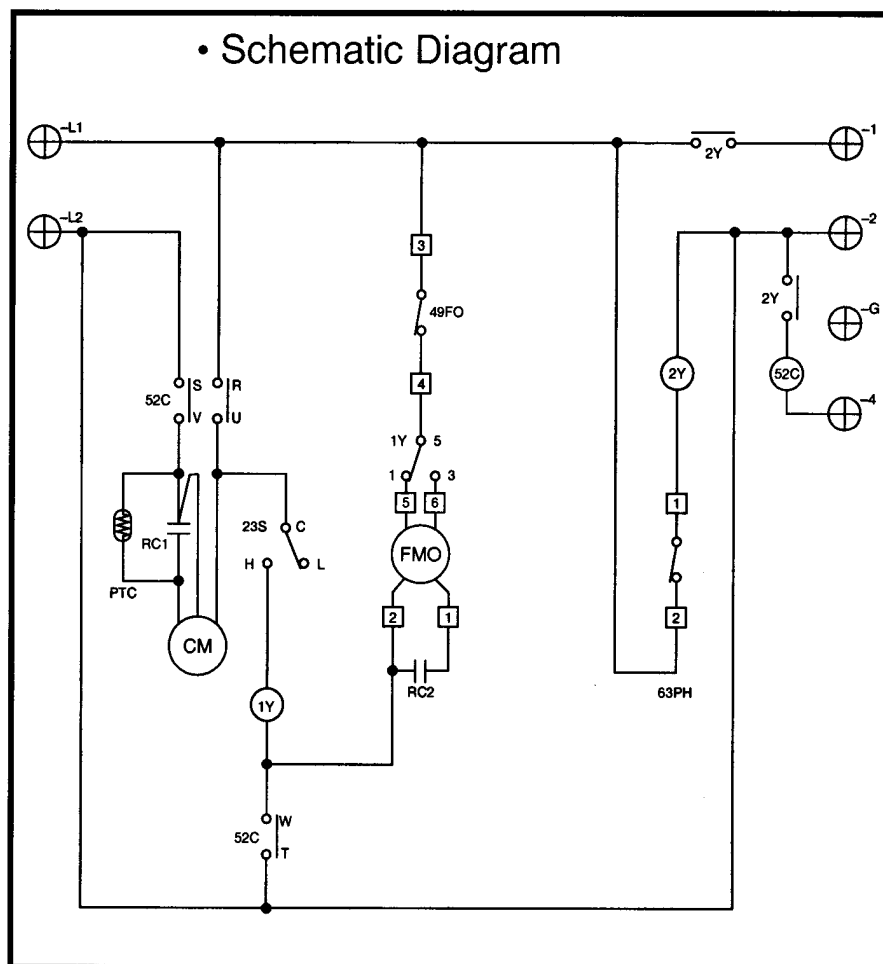 • Schematic Diagram
–L1
2Y
–1
–L2
–2
3
2Y
–G
49FO
2Y
52C
4
52C
S
R
–4
V
U
1Y
5
1
3
5
6
1
23S
C
RC1
FMO
H
L
PTC
2
1
2
CM
RC2
63PH
1Y
52C
W
T